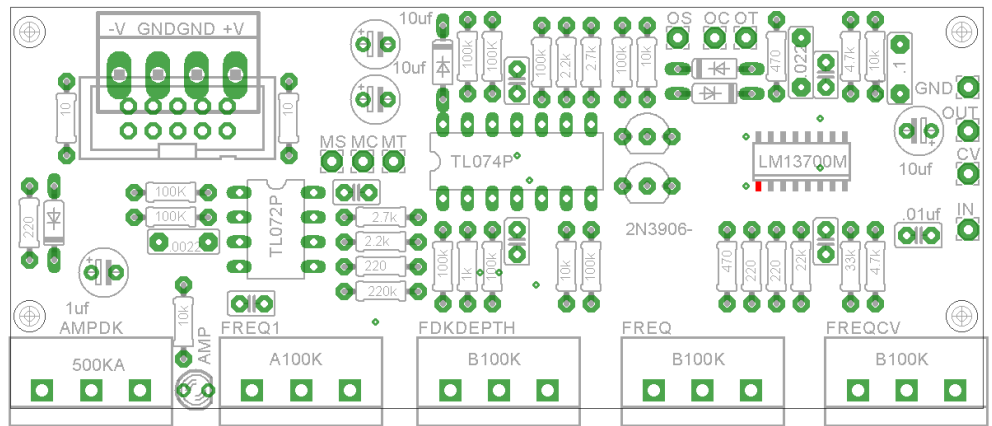 -V GNDGND +V
10uf
10uf
OS OC OT
10
10
100K
100K
100k
2.2k
2.7k
100k
10k
470
.022
4.7k
10k
.1
GND
OUT
CV
IN
MS MC MT
TL074P
LM13700M
10uf
2N3906-
100K
100K
.0022
TL072P
220
2.7k
2.2k
220
220k
100k
1k
100k
10k
100k
470
220
220
22k
33k
4.7k
.01uf
1uf
10k
AMP
AMPDK
500KA
FREQ1
A100K
FDKDEPTH
B100K
FREQ
B100K
FREQCV
B100K